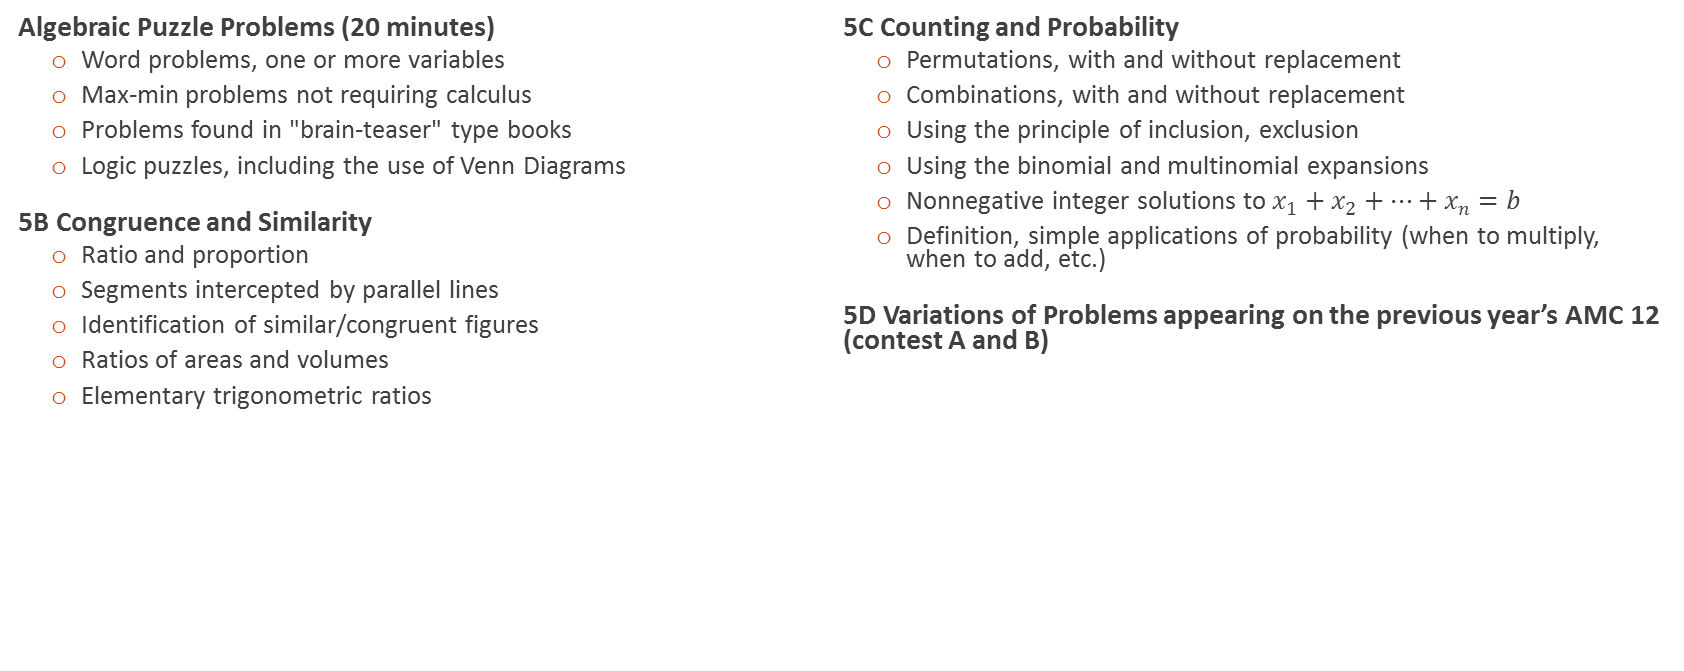 Algebraic Puzzle Problems (20 minutes)
o Word problems, one or more variables
o Max-min problems not requiring calculus
o Problems found in "brain-teaser" type books
o Logic puzzles, including the use of Venn Diagrams
5B Congruence and Similarity
o Ratio and proportion
o Segments intercepted by parallel lines
o Identification of similar/congruent figures
o Ratios of areas and volumes
o Elementary trigonometric ratios
5C Counting and Probability
o Permutations, with and without replacement
o Combinations, with and without replacement
o Using the principle of inclusion, exclusion
o Using the binomial and multinomial expansions
o Nonnegative integer solutions to x₁ + x₂ + ⋯ + xₙ = b
o Definition, simple applications of probability (when to multiply,
when to add, etc.)
5D Variations of Problems appearing on the previous year’s AMC 12
(contest A and B)